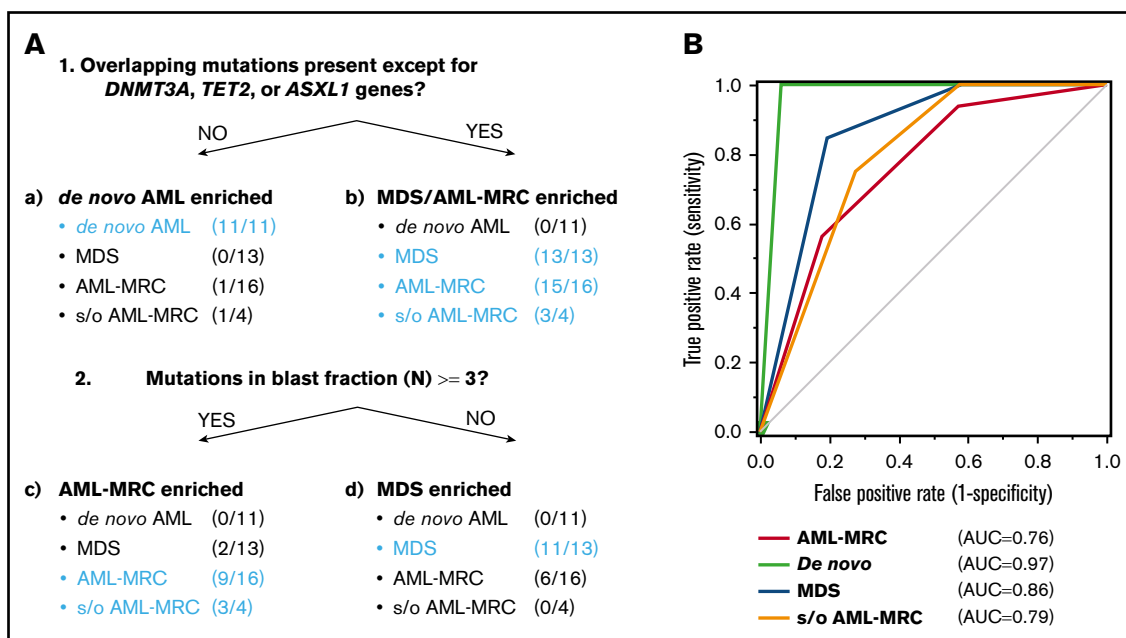 A
1. Overlapping mutations present except for
DNMT3A, TET2, or ASXL1 genes?
NO
YES
a) de novo AML enriched
• de novo AML (11/11)
• MDS (0/13)
• AML-MRC (1/16)
• s/o AML-MRC (1/4)
b) MDS/AML-MRC enriched
• de novo AML (0/11)
• MDS (13/13)
• AML-MRC (15/16)
• s/o AML-MRC (3/4)
2. Mutations in blast fraction (N) >= 3?
YES
NO
c) AML-MRC enriched
• de novo AML (0/11)
• MDS (2/13)
• AML-MRC (9/16)
• s/o AML-MRC (3/4)
d) MDS enriched
• de novo AML (0/11)
• MDS (11/13)
• AML-MRC (6/16)
• s/o AML-MRC (0/4)
B
True positive rate (sensitivity)
1.0
0.8
0.6
0.4
0.2
0.0
0.0 0.2 0.4 0.6 0.8 1.0
False positive rate (1-specificity)
AML-MRC (AUC=0.76)
De novo (AUC=0.97)
MDS (AUC=0.86)
s/o AML-MRC (AUC=0.79)